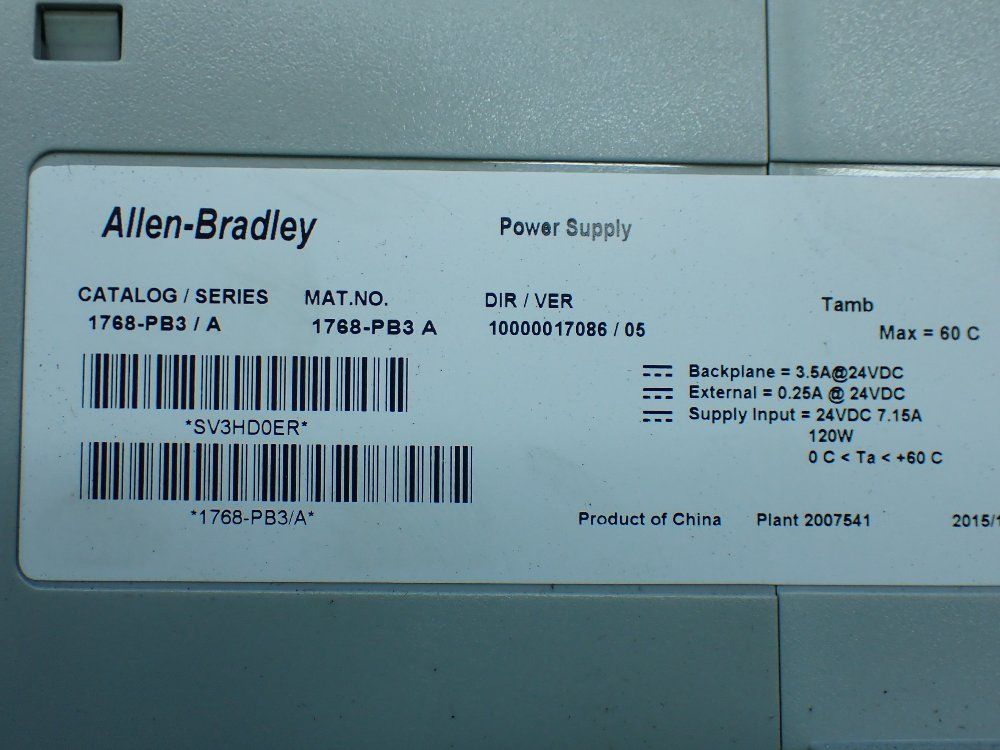 Allen-Bradley Power Supply
CATALOG / SERIES MAT.NO. DIR / VER Tamb
1768-PB3 / A 1768-PB3 A 10000017086 / 05 Max = 60 C
Backplane = 3.5A@24VDC
External = 0.25A @ 24VDC
Supply Input = 24VDC 7.15A
120W
0 C < Ta < +60 C
*SV3HD0ER*
*1768-PB3/A*
Product of China Plant 2007541 2015/1